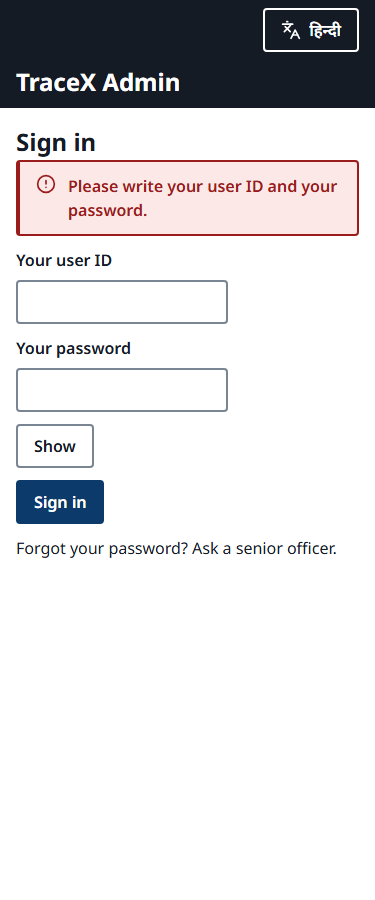 हिन्दी
TraceX Admin
Sign in
Please write your user ID and your
password.
Your user ID
Your password
Show
Sign in
Forgot your password? Ask a senior officer.